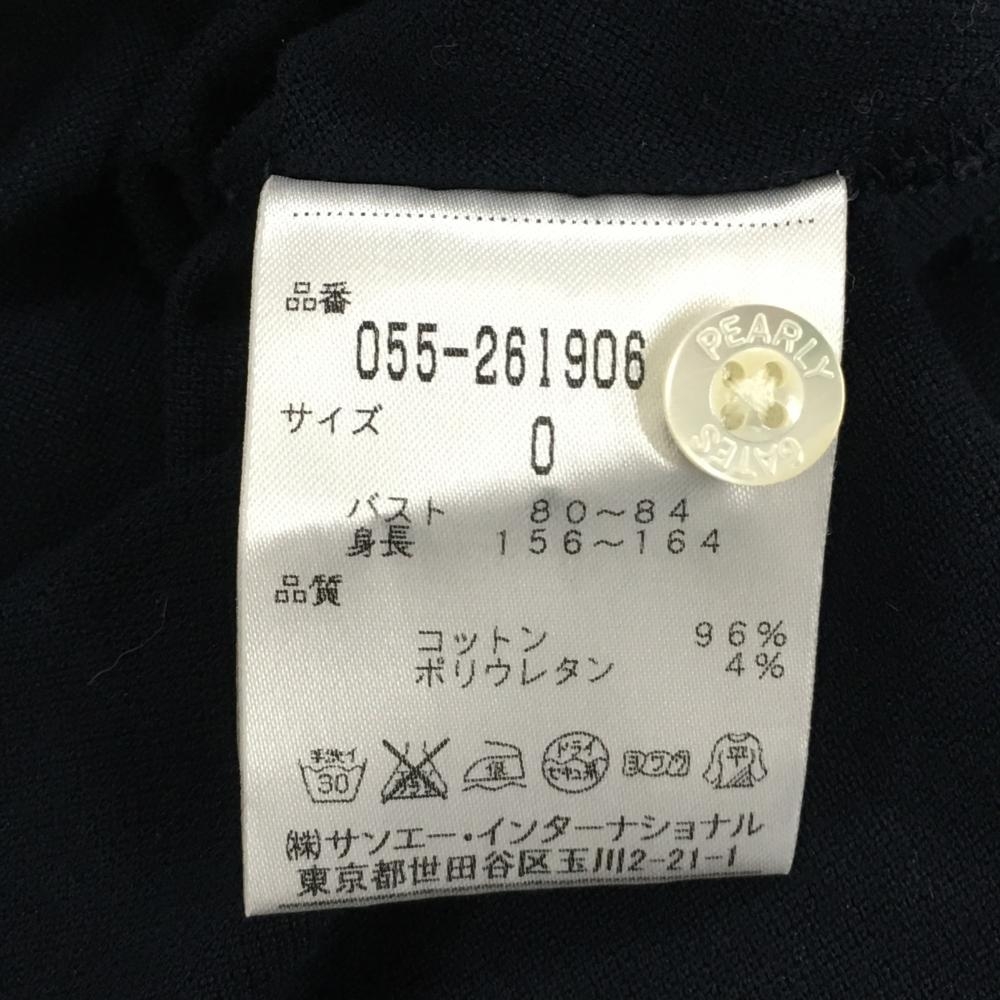 品番
055-261906
PEARLY
GATES
サイズ
0
バスト 80～84
身長 156～164
品質
コットン 96%
ポリウレタン 4%
手洗イ
30
低
ドライ
セキユ系
ヨワク
平
㈱サンエー・インターナショナル
東京都世田谷区玉川2-21-1